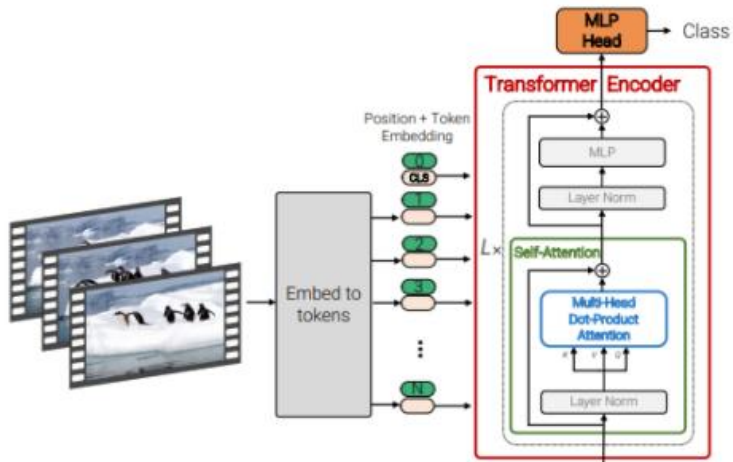 MLP
Head
Class
Transformer Encoder
Position + Token
Embedding
0
CLS
1
2
3
N
Embed to
tokens
L×
MLP
Layer Norm
Self-Attention
Multi-Head
Dot-Product
Attention
K V Q
Layer Norm